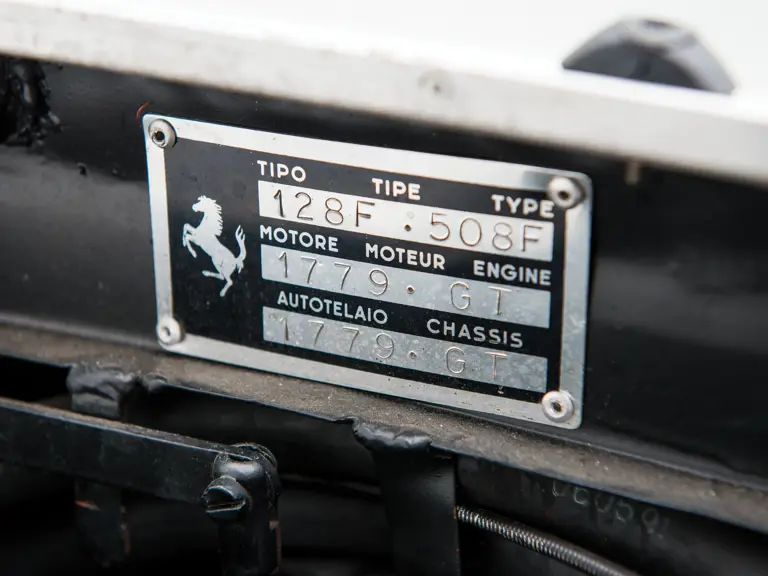 TIPO TIPE TYPE
128F · 508F
MOTORE MOTEUR ENGINE
1779 · GT
AUTOTELAIO CHASSIS
1779 · GT